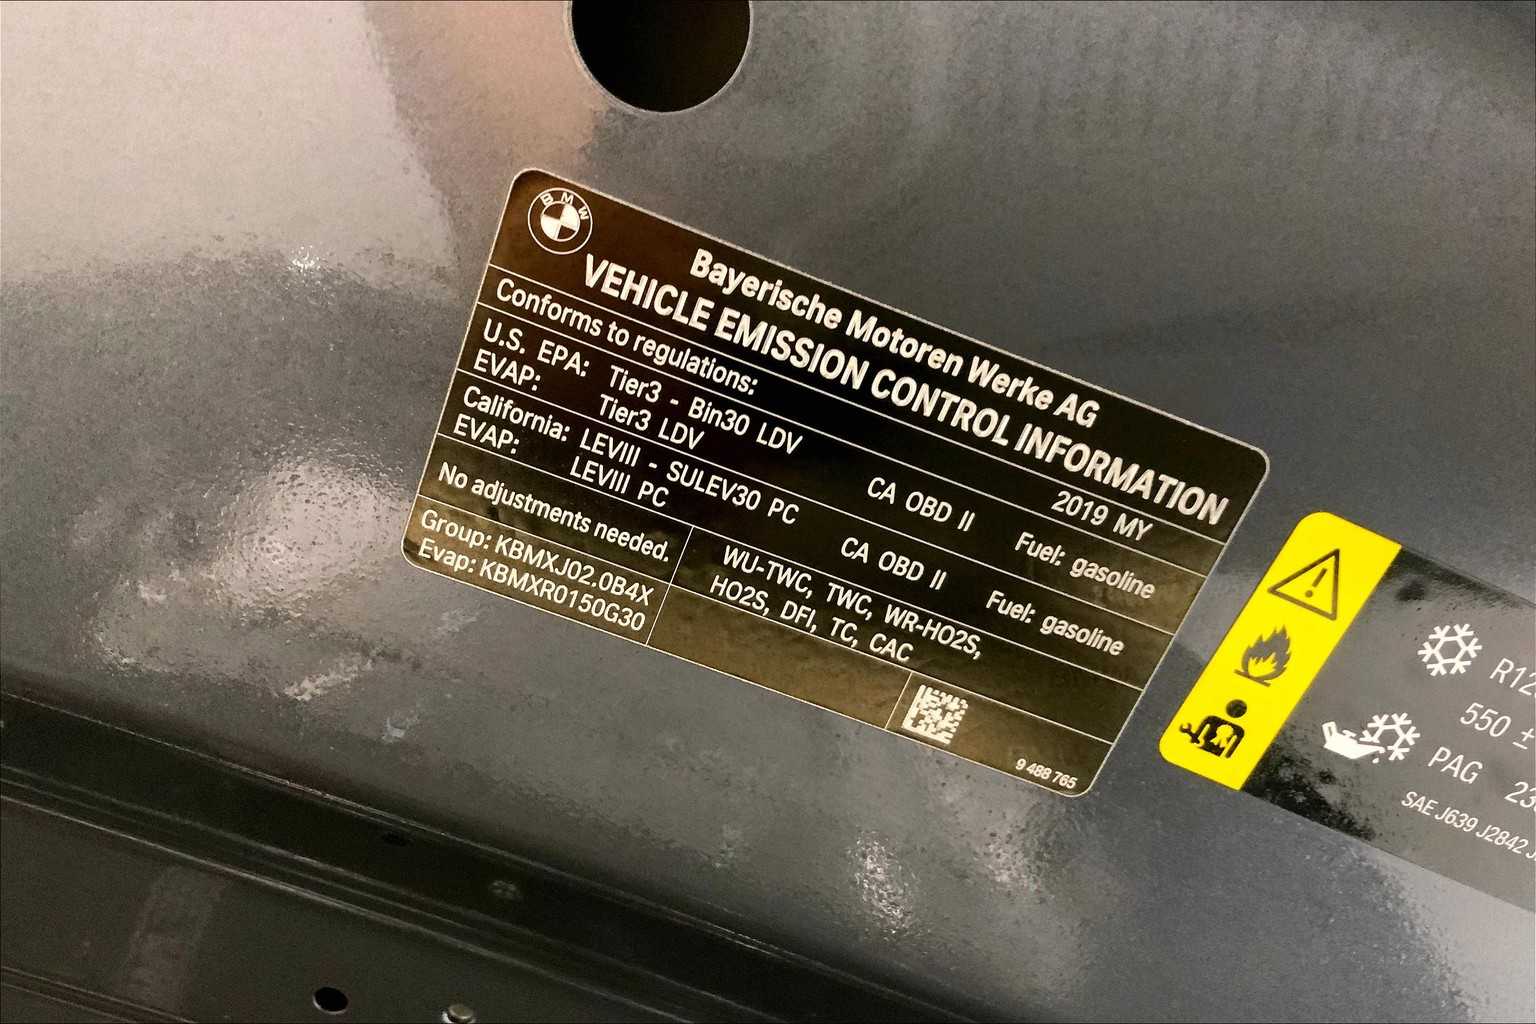 BMW
Bayerische Motoren Werke AG
VEHICLE EMISSION CONTROL INFORMATION
Conforms to regulations: 2019 MY
U.S. EPA: Tier3 - Bin30 LDV CA OBD II Fuel: gasoline
EVAP: Tier3 LDV
California: LEVIII - SULEV30 PC CA OBD II Fuel: gasoline
EVAP: LEVIII PC
No adjustments needed.
WU-TWC, TWC, WR-HO2S,
HO2S, DFI, TC, CAC
Group: KBMXJ02.0B4X
Evap: KBMXR0150G30
9 488 765
R12
550 ±
PAG 23
SAE J639 J2842